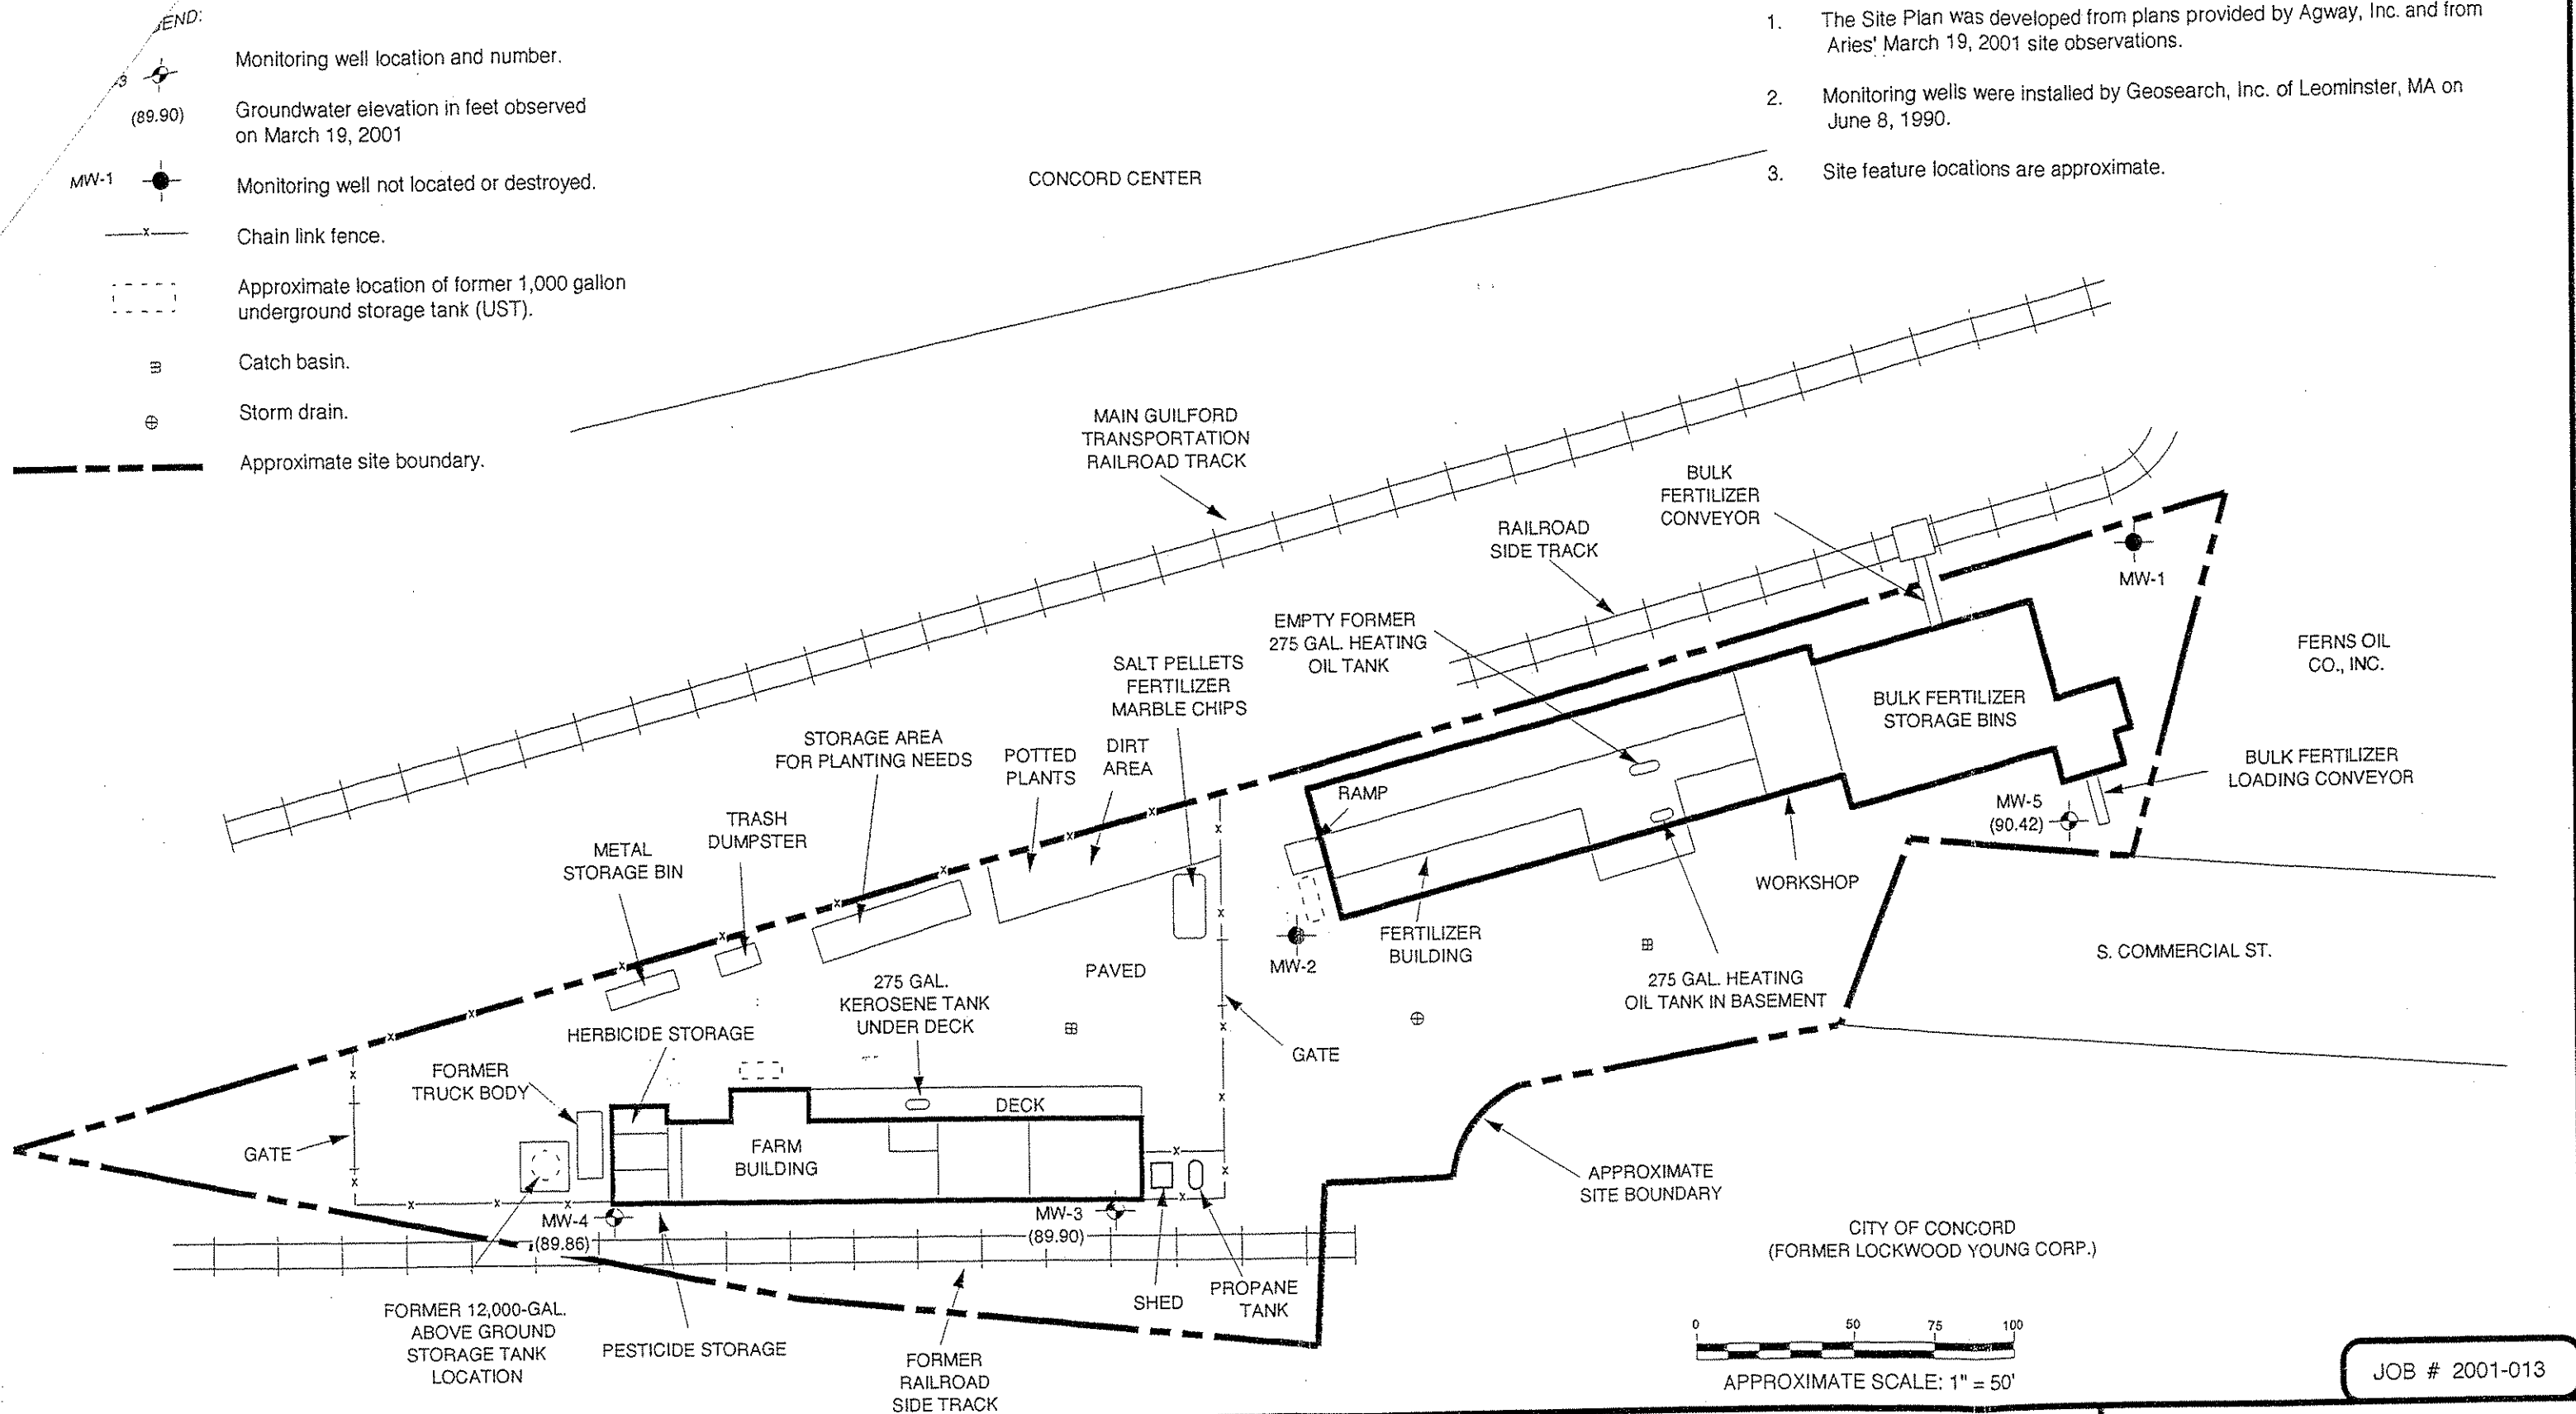 END:
-3
Monitoring well location and number.
(89.90)
Groundwater elevation in feet observed
on March 19, 2001
MW-1
Monitoring well not located or destroyed.
x
Chain link fence.
Approximate location of former 1,000 gallon
underground storage tank (UST).
Catch basin.
Storm drain.
Approximate site boundary.
1. The Site Plan was developed from plans provided by Agway, Inc. and from
Aries' March 19, 2001 site observations.
2. Monitoring wells were installed by Geosearch, Inc. of Leominster, MA on
June 8, 1990.
3. Site feature locations are approximate.
CONCORD CENTER
MAIN GUILFORD
TRANSPORTATION
RAILROAD TRACK
BULK
FERTILIZER
CONVEYOR
RAILROAD
SIDE TRACK
MW-1
EMPTY FORMER
275 GAL. HEATING
OIL TANK
FERNS OIL
CO., INC.
SALT PELLETS
FERTILIZER
MARBLE CHIPS
BULK FERTILIZER
STORAGE BINS
STORAGE AREA
FOR PLANTING NEEDS
POTTED
PLANTS
DIRT
AREA
BULK FERTILIZER
LOADING CONVEYOR
RAMP
MW-5
(90.42)
TRASH
DUMPSTER
METAL
STORAGE BIN
WORKSHOP
FERTILIZER
BUILDING
MW-2
S. COMMERCIAL ST.
PAVED
275 GAL.
KEROSENE TANK
UNDER DECK
275 GAL. HEATING
OIL TANK IN BASEMENT
HERBICIDE STORAGE
GATE
FORMER
TRUCK BODY
DECK
GATE
FARM
BUILDING
APPROXIMATE
SITE BOUNDARY
MW-4
(89.86)
MW-3
(89.90)
CITY OF CONCORD
(FORMER LOCKWOOD YOUNG CORP.)
SHED
PROPANE
TANK
FORMER 12,000-GAL.
ABOVE GROUND
STORAGE TANK
LOCATION
PESTICIDE STORAGE
FORMER
RAILROAD
SIDE TRACK
0 50 75 100
APPROXIMATE SCALE: 1" = 50'
JOB # 2001-013